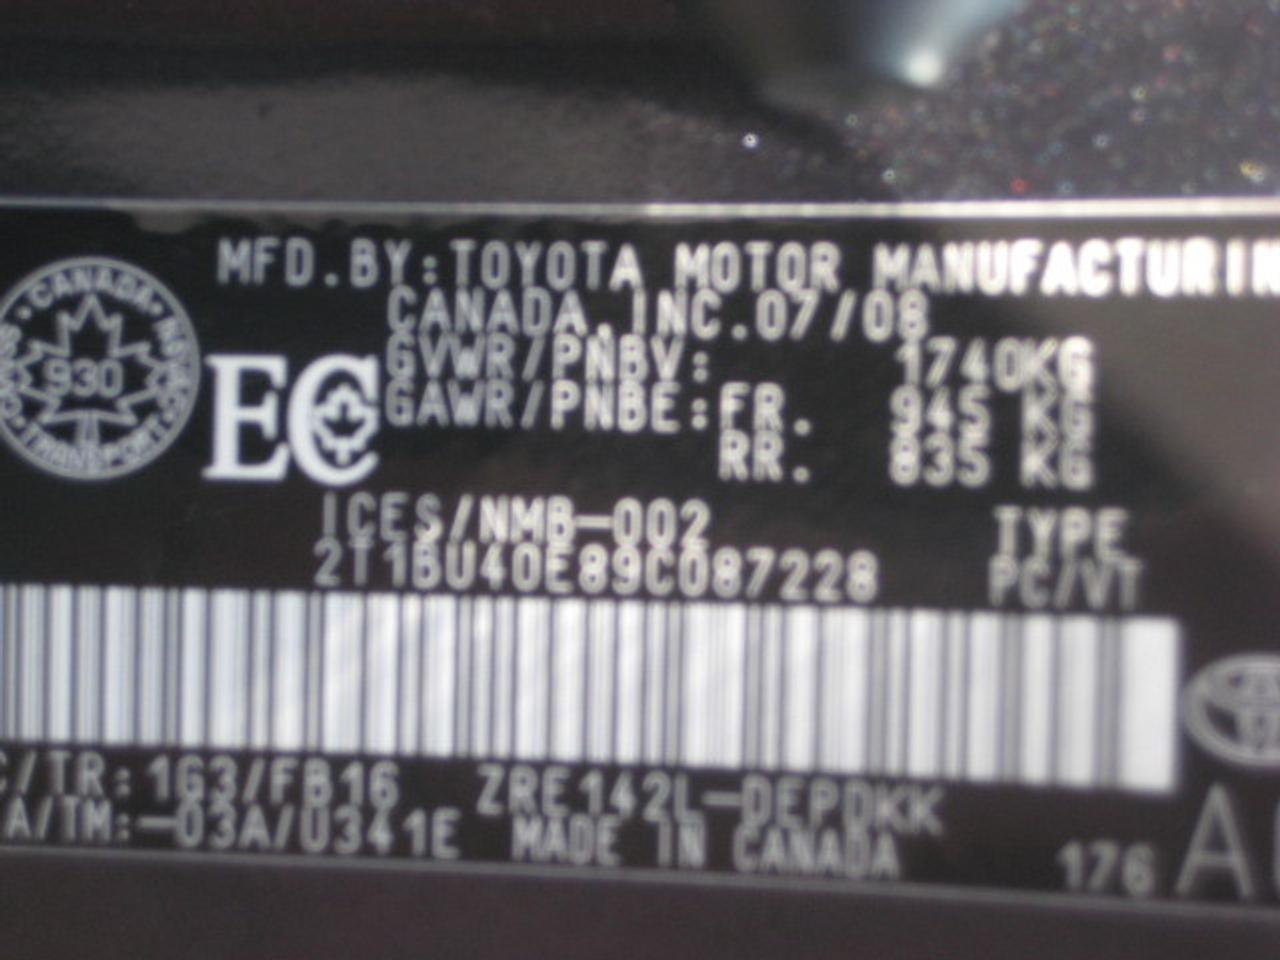 MFD.BY:TOYOTA MOTOR MANUFACTURIN
CANADA,INC.07/08
GVWR/PNBV: 1740KG
GAWR/PNBE:FR. 945 KG
RR. 835 KG
CANADA
930
TRANSPORT
EC
ICES/NMB-002
TYPE
2T1BU40E89C087228
PC/VT
C/TR:1G3/FB16 ZRE142L-DEPDKK
A/TM:-03A/U341E MADE IN CANADA
176
A